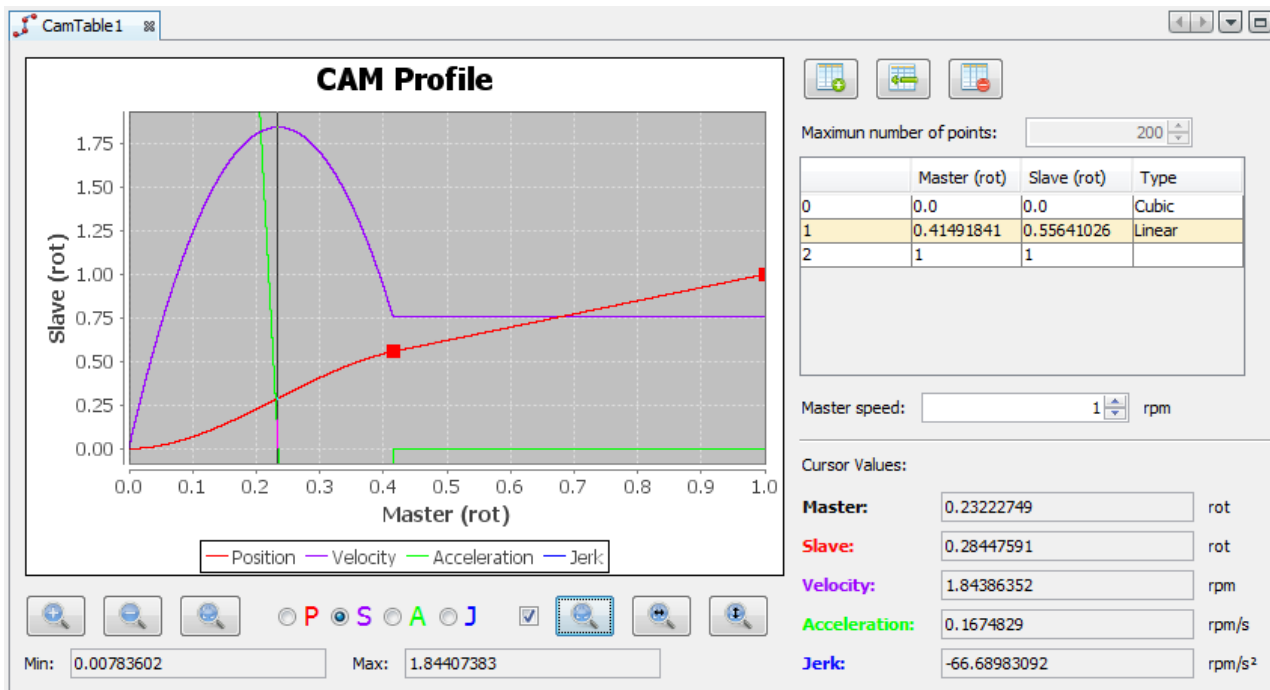 CamTable1
CAM Profile
Slave (rot)
1.75
1.50
1.25
1.00
0.75
0.50
0.25
0.00
0.0 0.1 0.2 0.3 0.4 0.5 0.6 0.7 0.8 0.9 1.0
Master (rot)
Position Velocity Acceleration Jerk
P S A J
Min: 0.00783602 Max: 1.84407383
Maximun number of points: 200
Master (rot) Slave (rot) Type
0 0.0 0.0 Cubic
1 0.41491841 0.55641026 Linear
2 1 1
Master speed: 1 rpm
Cursor Values:
Master: 0.23222749 rot
Slave: 0.28447591 rot
Velocity: 1.84386352 rpm
Acceleration: 0.1674829 rpm/s
Jerk: -66.68983092 rpm/s²